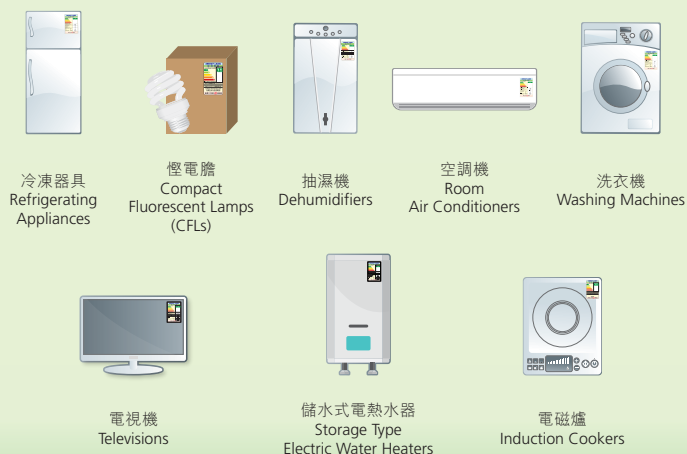 冷凍器具
Refrigerating
Appliances
慳電膽
Compact
Fluorescent Lamps
(CFLs)
抽濕機
Dehumidifiers
空調機
Room
Air Conditioners
洗衣機
Washing Machines
電視機
Televisions
儲水式電熱水器
Storage Type
Electric Water Heaters
電磁爐
Induction Cookers